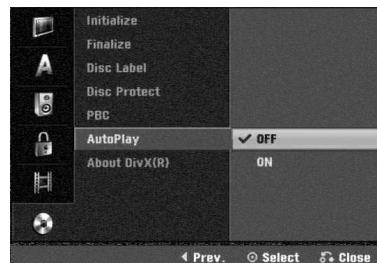 Initialize
Finalize
Disc Label
Disc Protect
PBC
AutoPlay ✓ OFF
About DivX(R) ON
Prev. Select Close